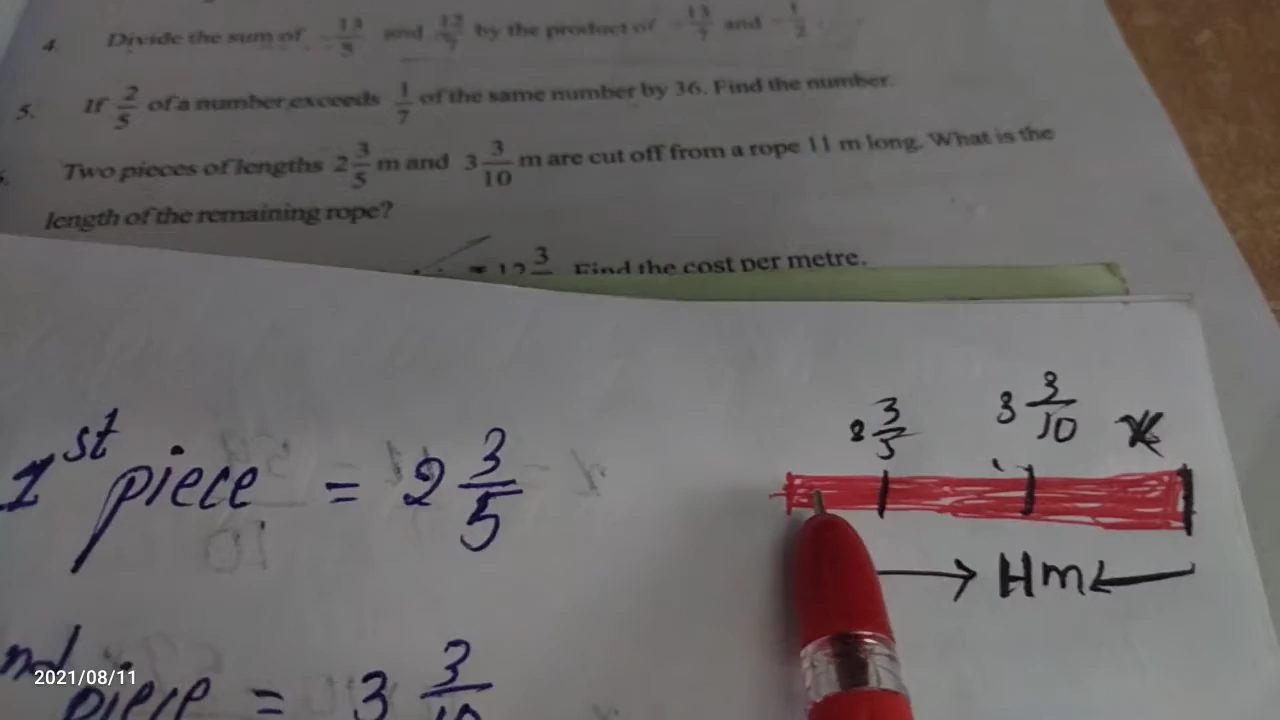 4. Divide the sum of and 12/7 by the product of -13/7 and -1/2.
5. If 2/5 of a number exceeds 1/7 of the same number by 36. Find the number.
Two pieces of lengths 2 3/5 m and 3 3/10 m are cut off from a rope 11 m long. What is the
length of the remaining rope?
12 3 Find the cost per metre.
1st piece = 2 3/5
2 3/5 3 3/10 x
11m
piece = 3 3/10
2021/08/11